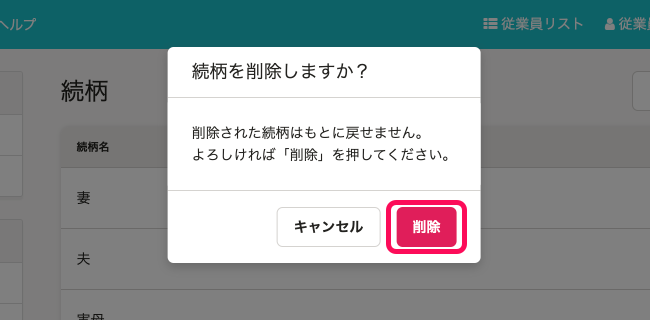 ヘルプ
従業員リスト
従業
続柄を削除しますか？
続柄
削除された続柄はもとに戻せません。
よろしければ「削除」を押してください。
続柄名
妻
キャンセル
削除
夫
実母